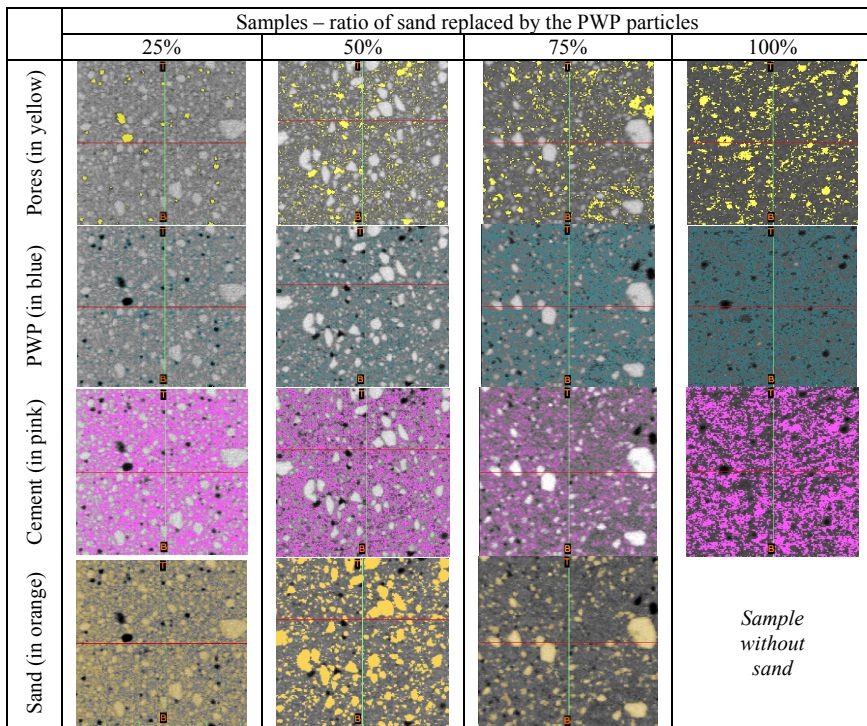 Samples – ratio of sand replaced by the PWP particles
25%
50%
75%
100%
Pores (in yellow)
T
B
T
B
T
B
T
B
PWP (in blue)
T
B
T
B
T
B
T
B
Cement (in pink)
T
B
T
B
T
B
T
B
Sand (in orange)
T
B
T
B
T
B
Sample
without
sand